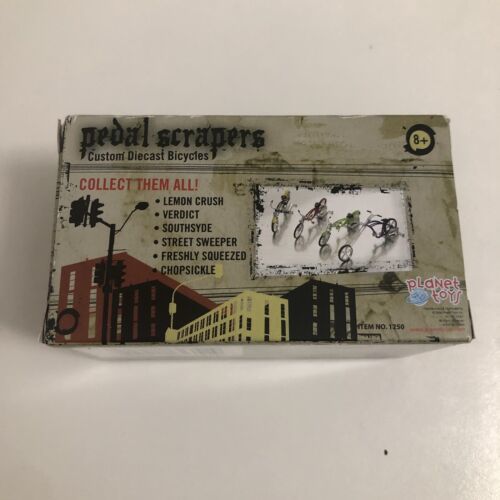 pedal scrapers
Custom Diecast Bicycles
8+
COLLECT THEM ALL!
• LEMON CRUSH
• VERDICT
• SOUTHSYDE
• STREET SWEEPER
• FRESHLY SQUEEZED
• CHOPSICKLE
planet toys
ITEM NO. 1250